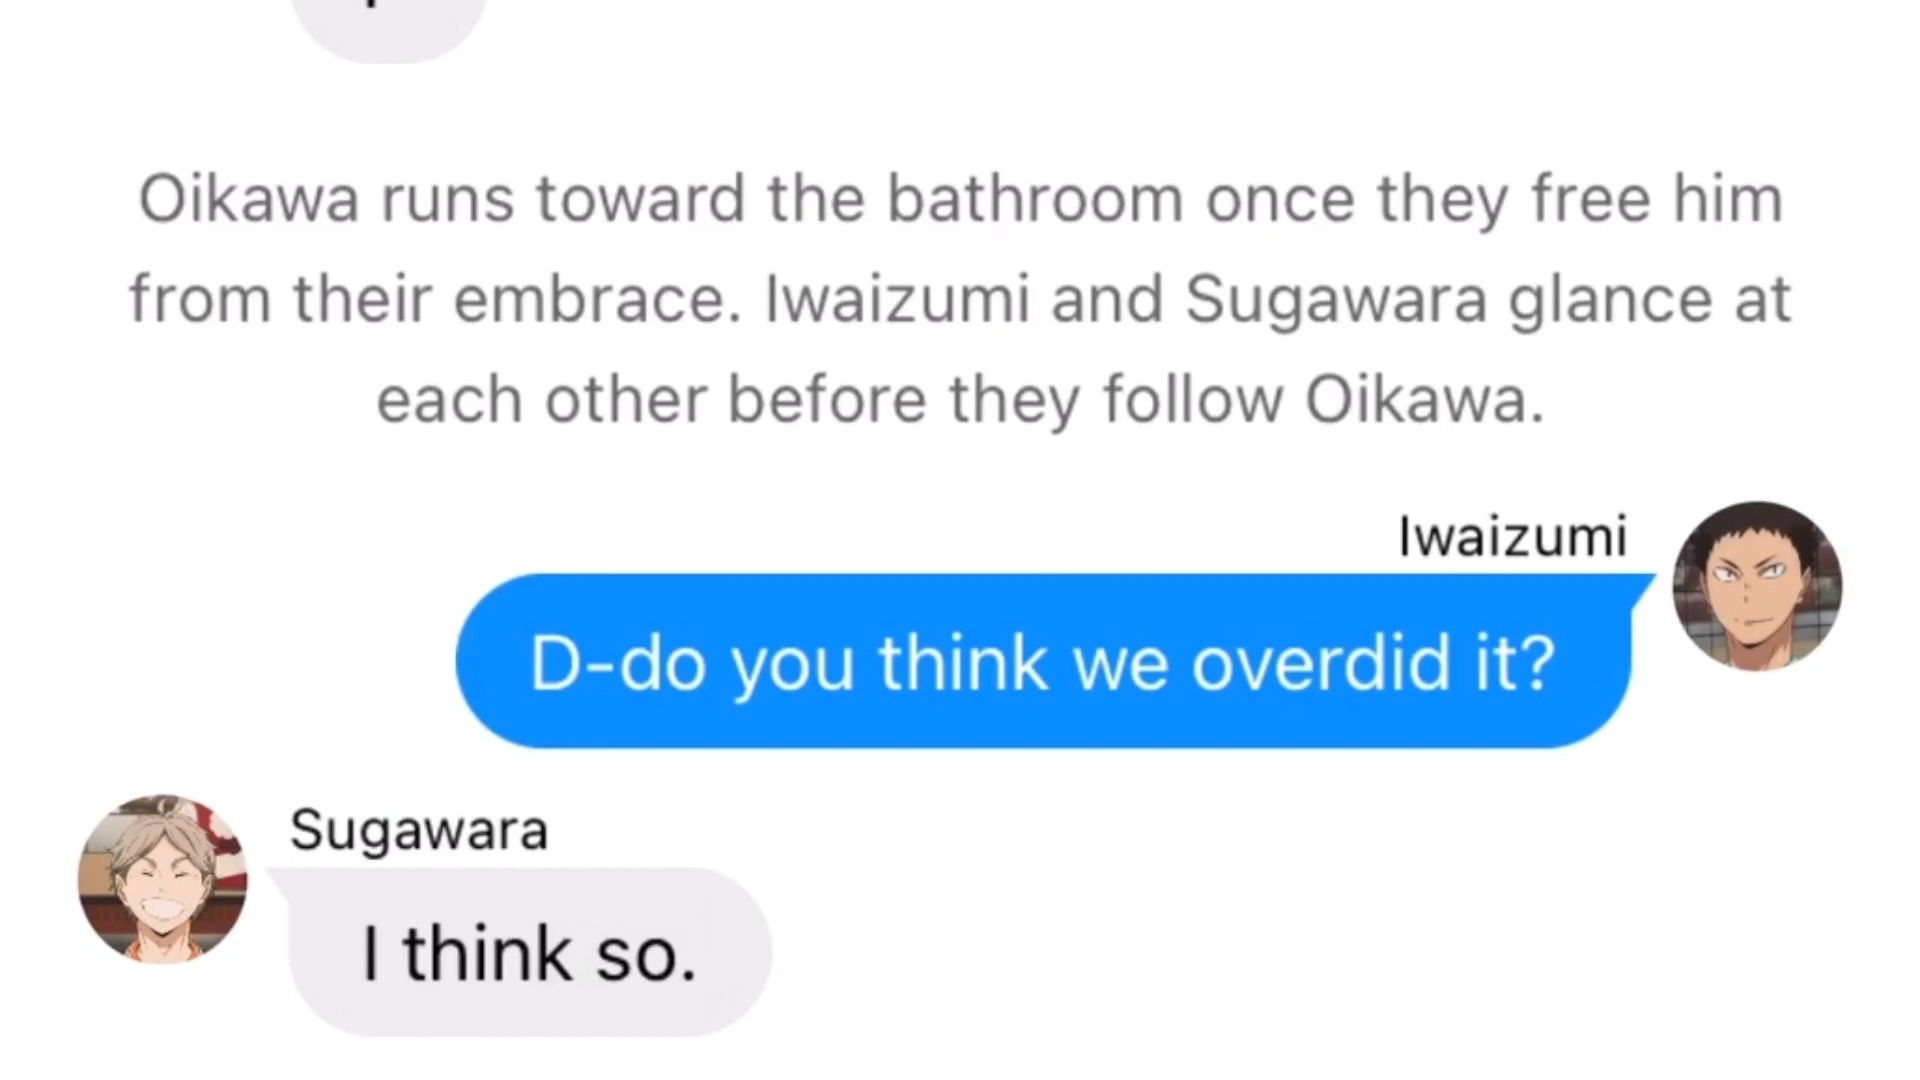 Oikawa runs toward the bathroom once they free him
from their embrace. Iwaizumi and Sugawara glance at
each other before they follow Oikawa.
Iwaizumi
D-do you think we overdid it?
Sugawara
I think so.